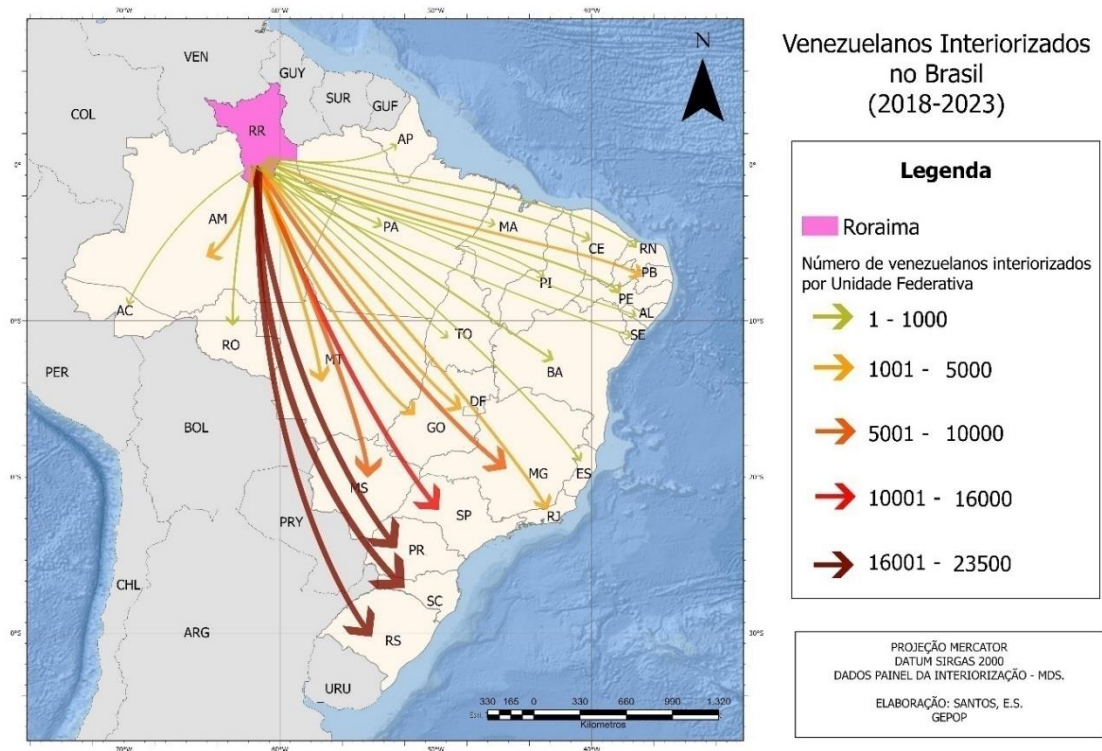 Venezuelanos Interiorizados
no Brasil
(2018-2023)
Legenda
Roraima
Número de venezuelanos interiorizados
por Unidade Federativa
1 - 1000
1001 - 5000
5001 - 10000
10001 - 16000
16001 - 23500
PROJEÇÃO MERCATOR
DATUM SIRGAS 2000
DADOS PAINEL DA INTERIORIZAÇÃO - MDS.
ELABORAÇÃO: SANTOS, E.S.
GEPOP
N
VEN
GUY
SUR
GUF
COL
RR
AP
0°
AM
PA
MA
CE
RN
PB
PI
PE
AL
SE
AC
RO
TO
BA
MT
PER
DF
BOL
GO
MG
ES
MS
SP
RJ
PRY
PR
CHL
SC
ARG
RS
30°S
URU
330 165 0 330 660 990 1.320
Kilometros